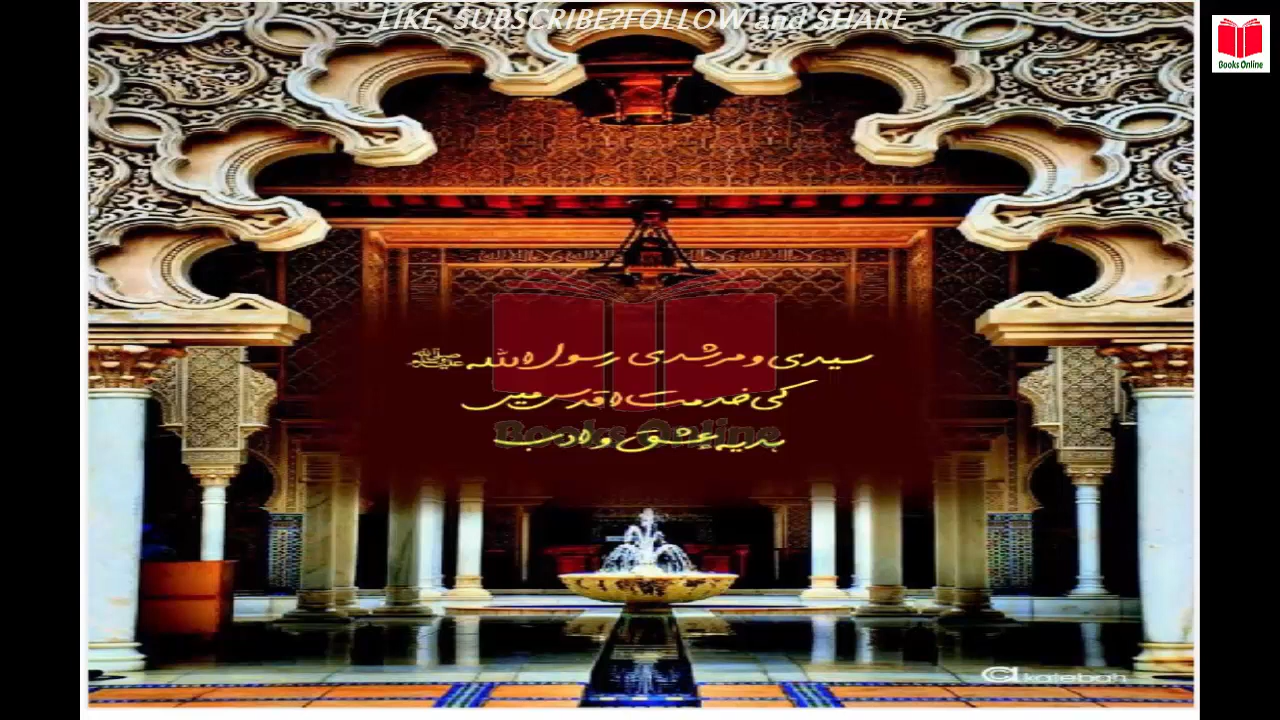 LIKE, SUBSCRIBE?FOLLOW and SHARE
Books Online
سیدی و مرشدی رسول اللہ ﷺ
کی خدمت اقدس میں
Books Online
ہدیہ عشق و ادب
katebah